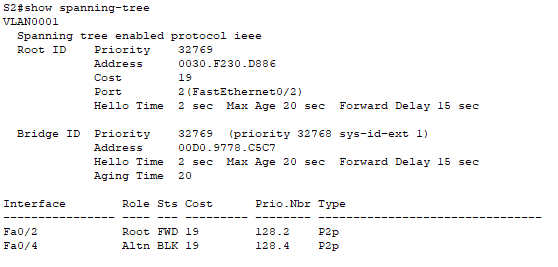 S2#show spanning-tree
VLAN0001
  Spanning tree enabled protocol ieee
  Root ID    Priority    32769
             Address     0030.F230.D886
             Cost        19
             Port        2(FastEthernet0/2)
             Hello Time  2 sec  Max Age 20 sec  Forward Delay 15 sec

  Bridge ID  Priority    32769  (priority 32768 sys-id-ext 1)
             Address     00D0.9778.C5C7
             Hello Time  2 sec  Max Age 20 sec  Forward Delay 15 sec
             Aging Time  20

Interface        Role Sts Cost      Prio.Nbr Type
---------------- ---- --- --------- -------- --------------------------------
Fa0/2            Root FWD 19        128.2    P2p
Fa0/4            Altn BLK 19        128.4    P2p